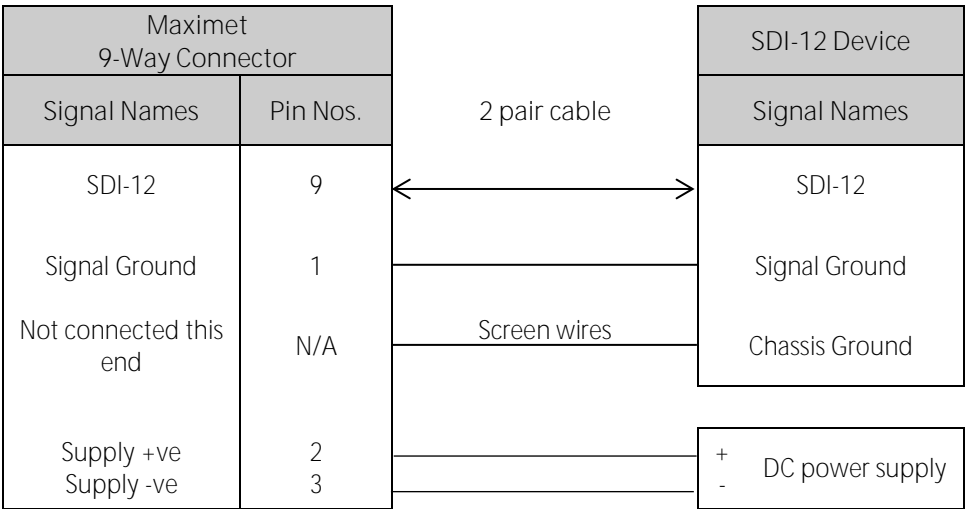 Maximet
9-Way Connector
SDI-12 Device
Signal Names
Pin Nos.
2 pair cable
Signal Names
SDI-12
9
SDI-12
Signal Ground
1
Signal Ground
Not connected this
end
N/A
Screen wires
Chassis Ground
Supply +ve
2
+
DC power supply
Supply -ve
3
-